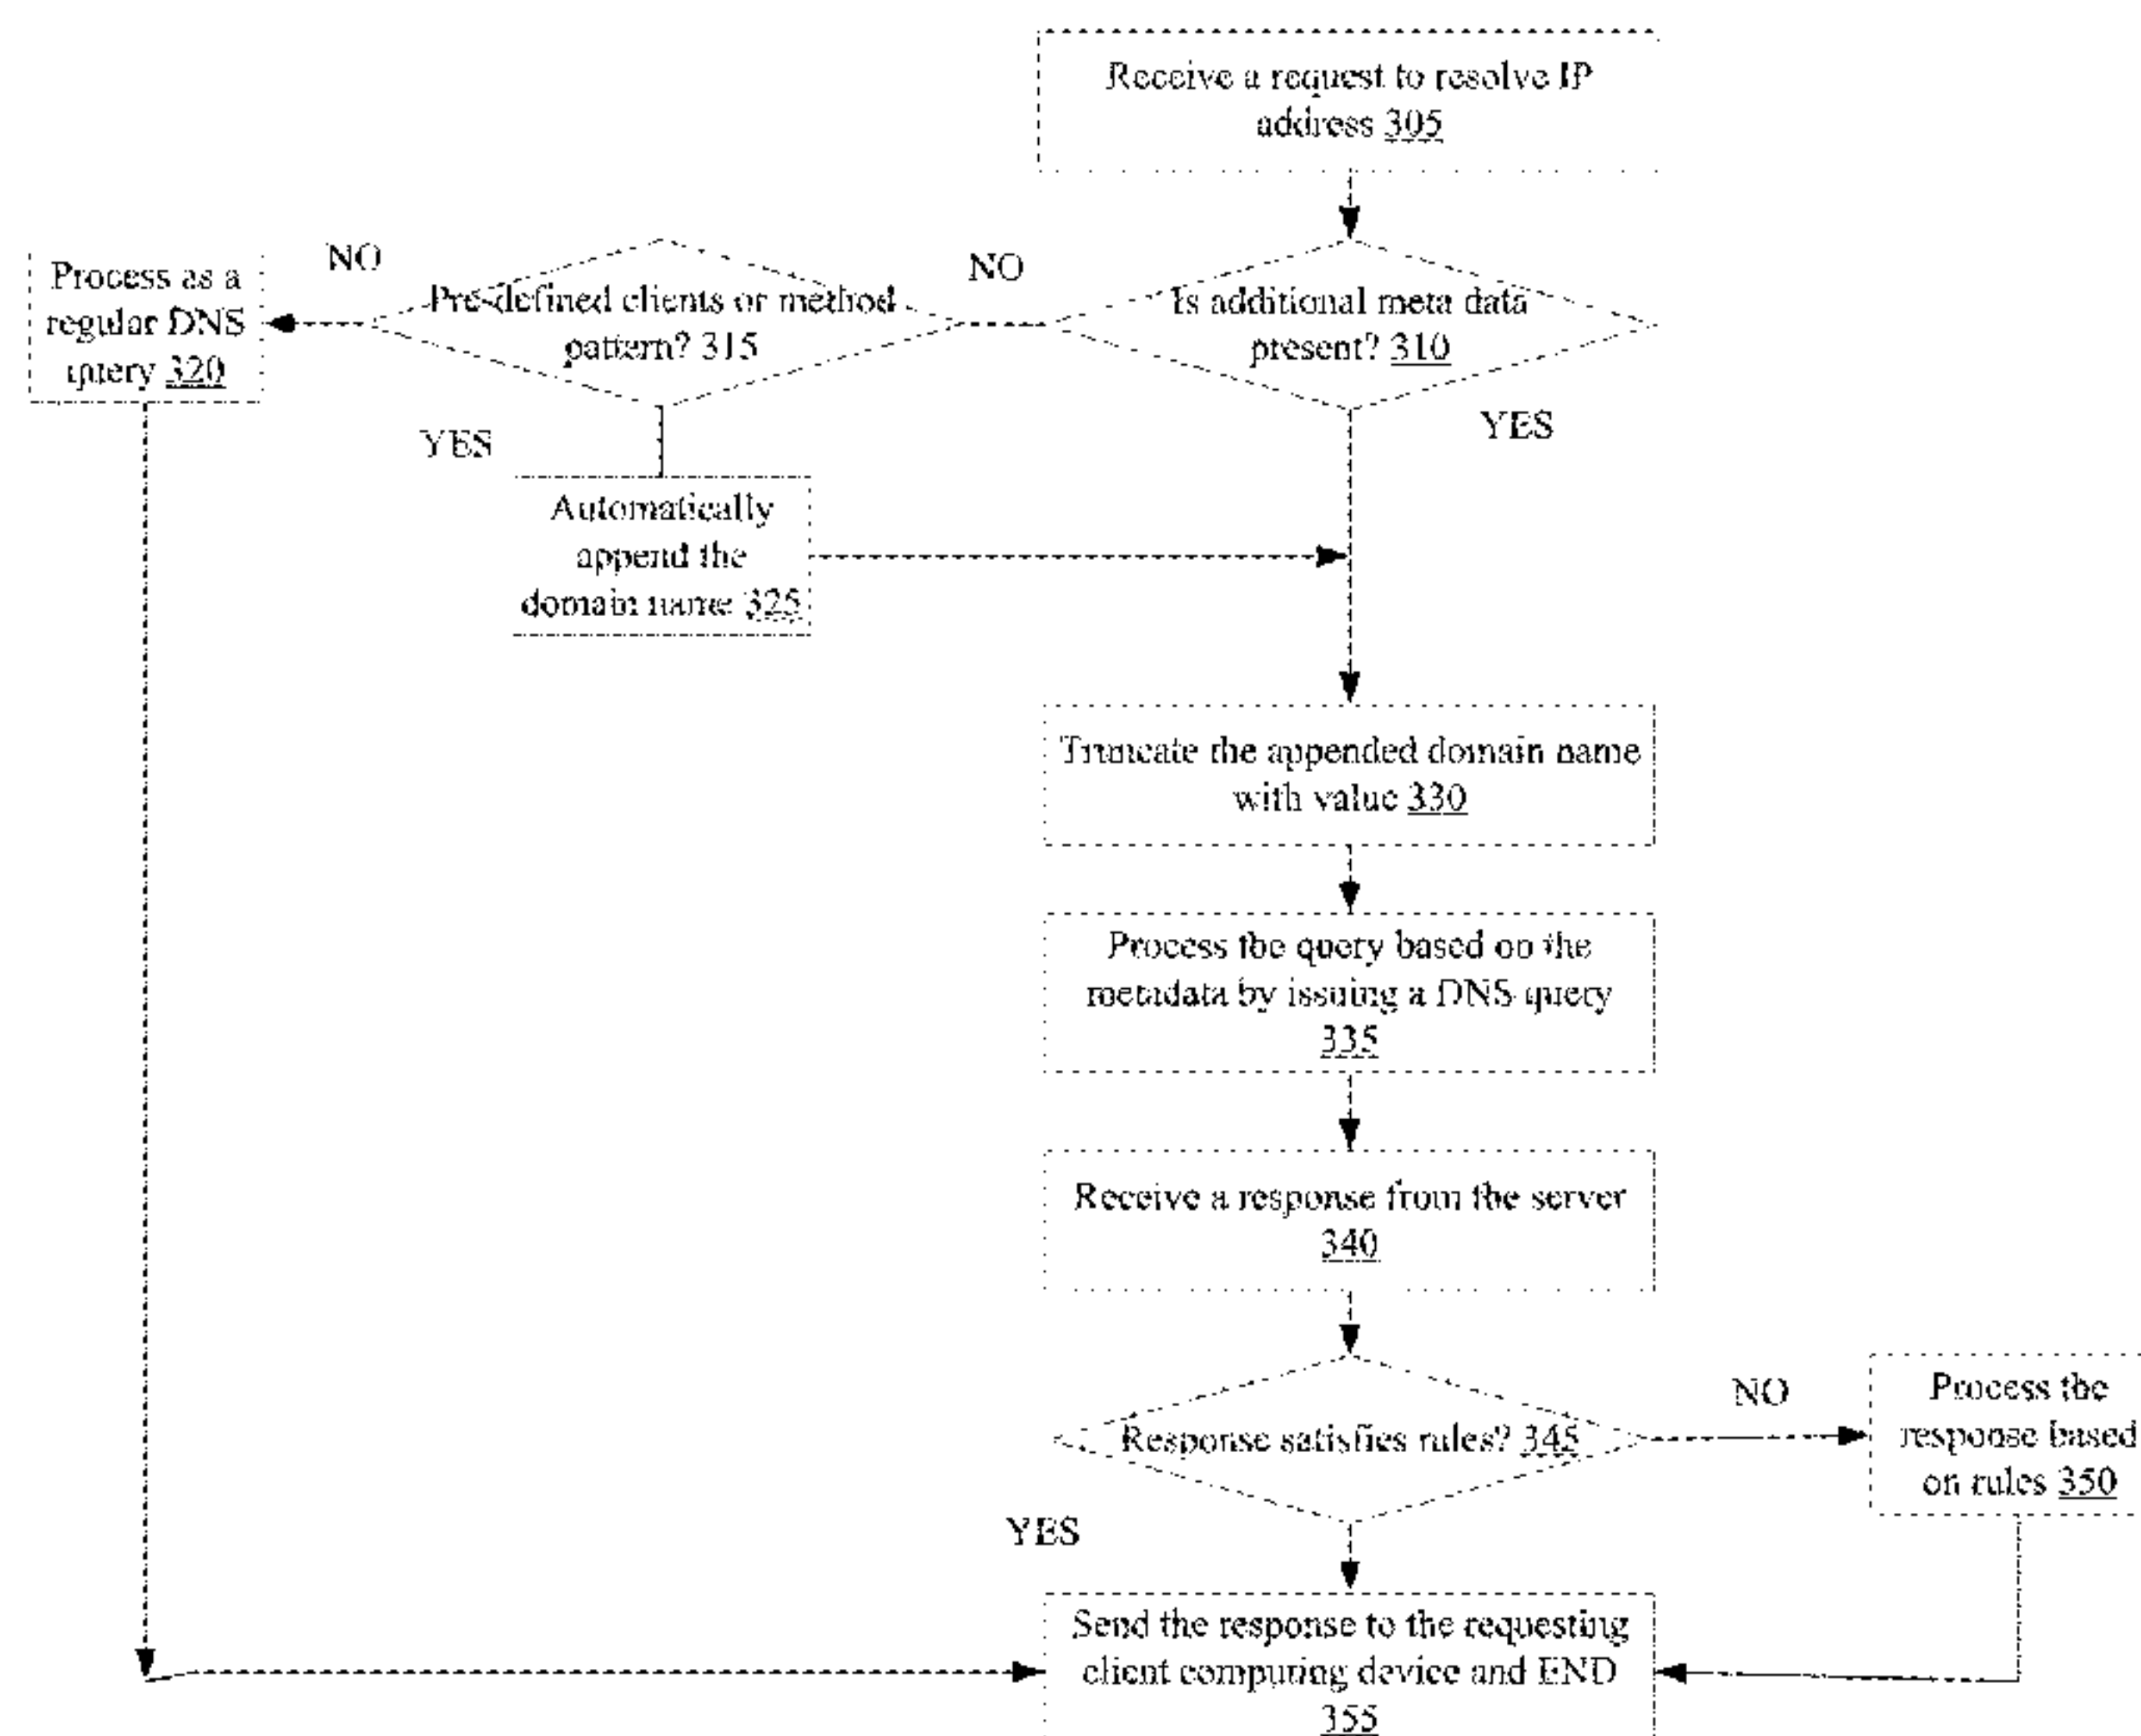 Receive a request to resolve IP
address 305
Is additional meta data
present? 310
NO
YES
Pre-defined clients or method
pattern? 315
NO
YES
Process as a
regular DNS
query 320
Automatically
append the
domain name 325
Truncate the appended domain name
with value 330
Process the query based on the
metadata by issuing a DNS query
335
Receive a response from the server
340
Response satisfies rules? 345
NO
YES
Process the
response based
on rules 350
Send the response to the requesting
client computing device and END
355